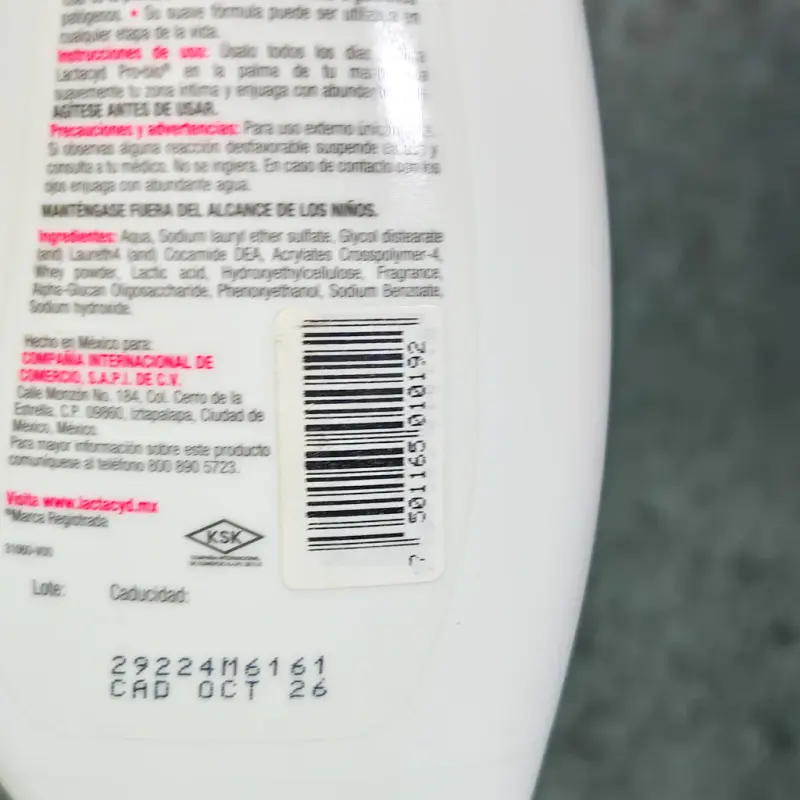 patógenos. • Su suave fórmula puede ser utilizada en
cualquier etapa de la vida.
Instrucciones de uso: Úsalo todos los días
Lactacyd Pro-bio® en la palma de tu
suavemente tu zona íntima y enjuaga con
AGÍTESE ANTES DE USAR.
Precauciones y advertencias: Para uso externo
Si observas alguna reacción desfavorable suspende y
consulta a tu médico. No se ingiera. En caso de contacto con los
ojos enjuaga con abundante agua.
MANTÉNGASE FUERA DEL ALCANCE DE LOS NIÑOS.
Ingredientes: Aqua, Sodium lauryl ether sulfate, Glycol distearate
(and) Laureth4 (and) Cocamide DEA, Acrylates Crosspolymer-4,
Whey powder, Lactic acid, Hydroxyethylcellulose, Fragrance,
Alpha-Glucan Oligosaccharide, Phenoxyethanol, Sodium Benzoate,
Sodium hydroxide.
Hecho en México para:
COMPAÑIA INTERNACIONAL DE
COMERCIO, S.A.P.I. DE C.V.
Calle Monzón No. 184, Col. Cerro de la
Estrella, C.P. 09860, Iztapalapa, Ciudad de
México, México.
Para mayor información sobre este producto
comuníquese al teléfono 800 890 5723.
Visita www.lactacyd.mx
®Marca Registrada
KSK
COMPAÑIA INTERNACIONAL
DE COMERCIO S.A.P.I. DE C.V.
7 501165 010192
Lote: Caducidad:
29224M6161
CAD OCT 26